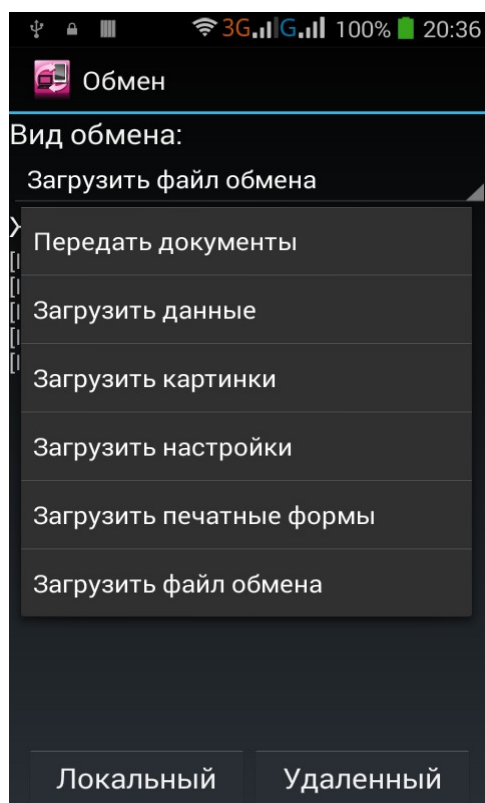 3G G 100% 20:36
Обмен
Вид обмена:
Загрузить файл обмена
Передать документы
Загрузить данные
Загрузить картинки
Загрузить настройки
Загрузить печатные формы
Загрузить файл обмена
Локальный Удаленный